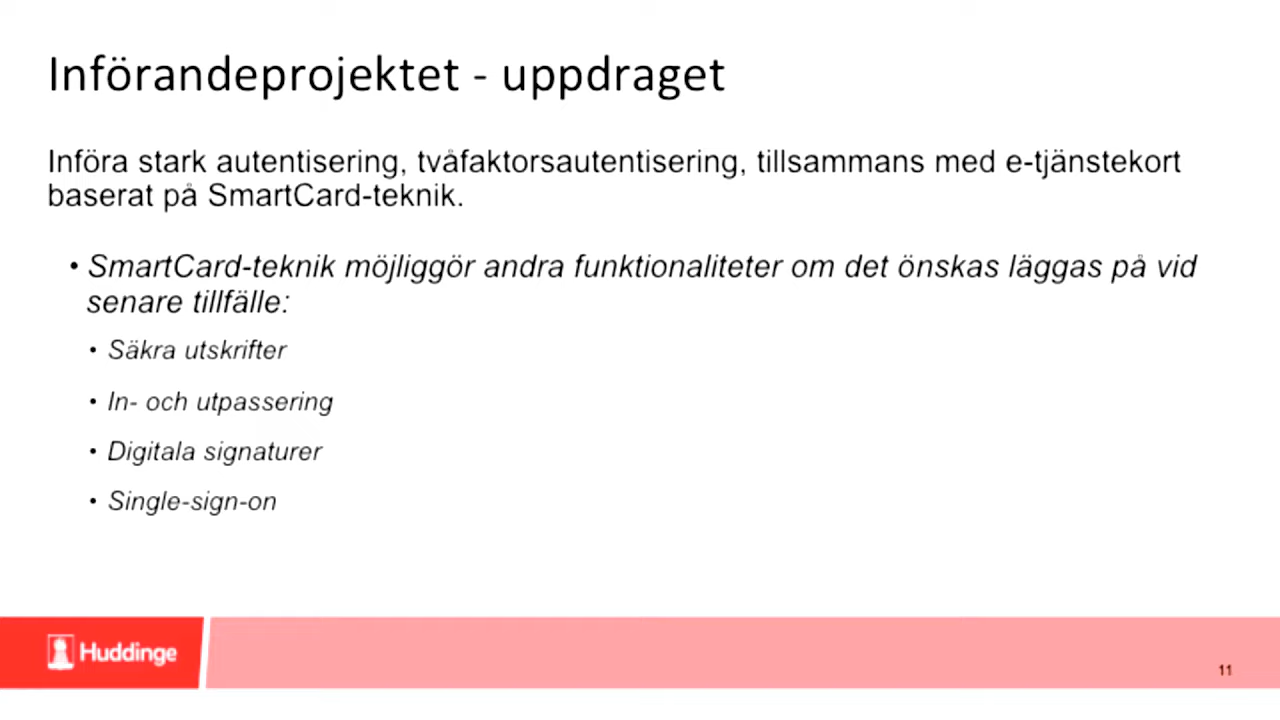 Införandeprojektet - uppdraget
Införa stark autentisering, tvåfaktorsautentisering, tillsammans med e-tjänstekort
baserat på SmartCard-teknik.
• SmartCard-teknik möjliggör andra funktionaliteter om det önskas läggas på vid
senare tillfälle:
• Säkra utskrifter
• In- och utpassering
• Digitala signaturer
• Single-sign-on
Huddinge
11